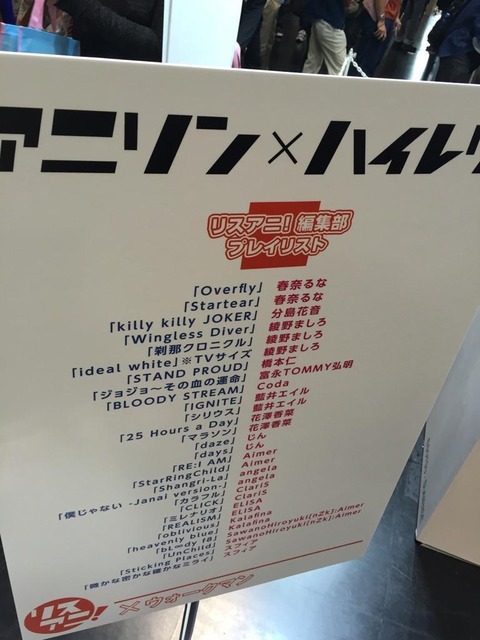 アニソン×ハイレゾ
リスアニ! 編集部
プレイリスト
「Overfly」 春奈るな
「Startear」 春奈るな
「killy killy JOKER」 分島花音
「Wingless Diver」 綾野ましろ
「刹那クロニクル」 綾野ましろ
「ideal white」※TVサイズ 綾野ましろ
「STAND PROUD」 橋本仁
「ジョジョ～その血の運命」 富永TOMMY弘明
「BLOODY STREAM」 Coda
「IGNITE」 藍井エイル
「シリウス」 藍井エイル
「25 Hours a Day」 花澤香菜
「マラソン」 花澤香菜
「daze」 じん
「days」 じん
「RE:I AM」 Aimer
「StarRingChild」 Aimer
「Shangri-La」 angela
「僕じゃない -Janai version-」 angela
「カラフル」 ClariS
「CLICK」 ClariS
「ミレナリオ」 ELISA
「REALISM」 ELISA
「oblivious」 Kalafina
「heavenly blue」 Kalafina
「bL∞dy f8」 SawanoHiroyuki[nZk]:Aimer
「UnChild」 SawanoHiroyuki[nZk]:Aimer
「Sticking Places」 スフィア
「微かな密かな確かなミライ」 スフィア
リスアニ! ×ウォークマン